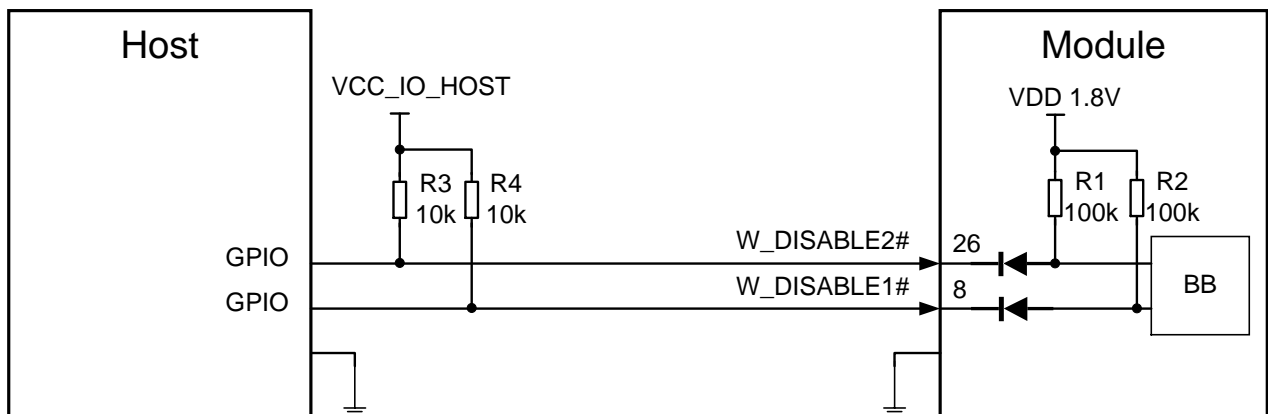 Host
Module
VCC_IO_HOST
VDD 1.8V
R3
10k
R4
10k
R1
100k
R2
100k
GPIO
W_DISABLE2#
26
BB
GPIO
W_DISABLE1#
8